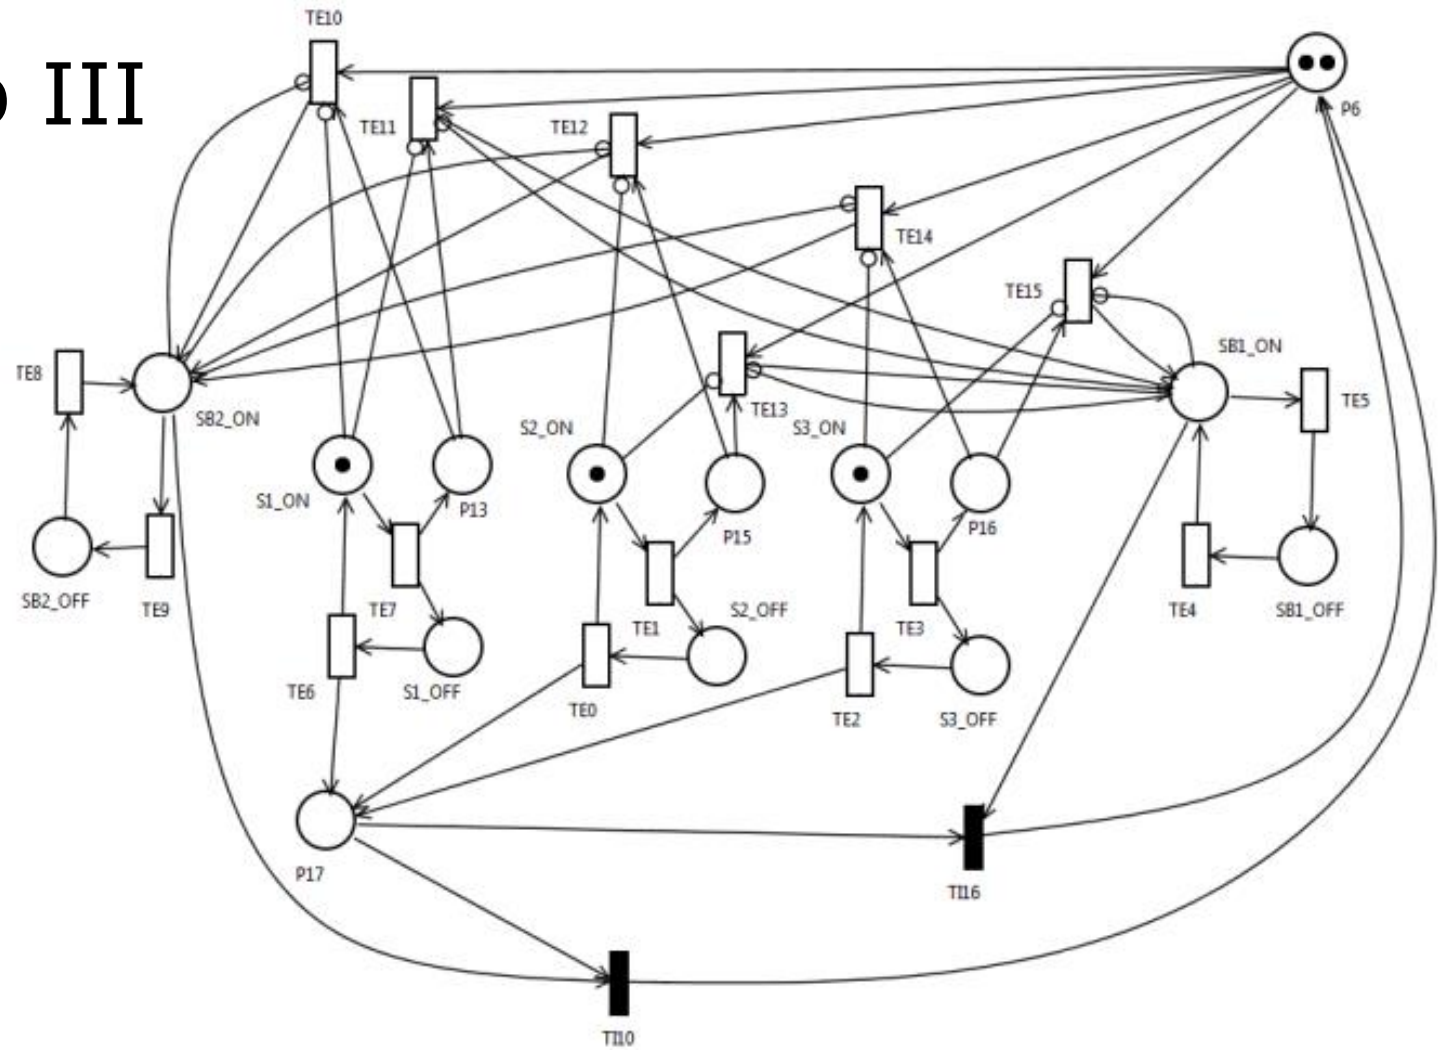 TE10
III
P6
TE11
TE12
TE14
TE15
SB1_ON
TE8
TE13
TE5
SB2_ON
S2_ON
S3_ON
S1_ON
P13
P15
P16
SB2_OFF
TE9
TE7
S2_OFF
TE4
SB1_OFF
TE1
TE3
TE6
S1_OFF
TE0
TE2
S3_OFF
P17
TI16
TI10